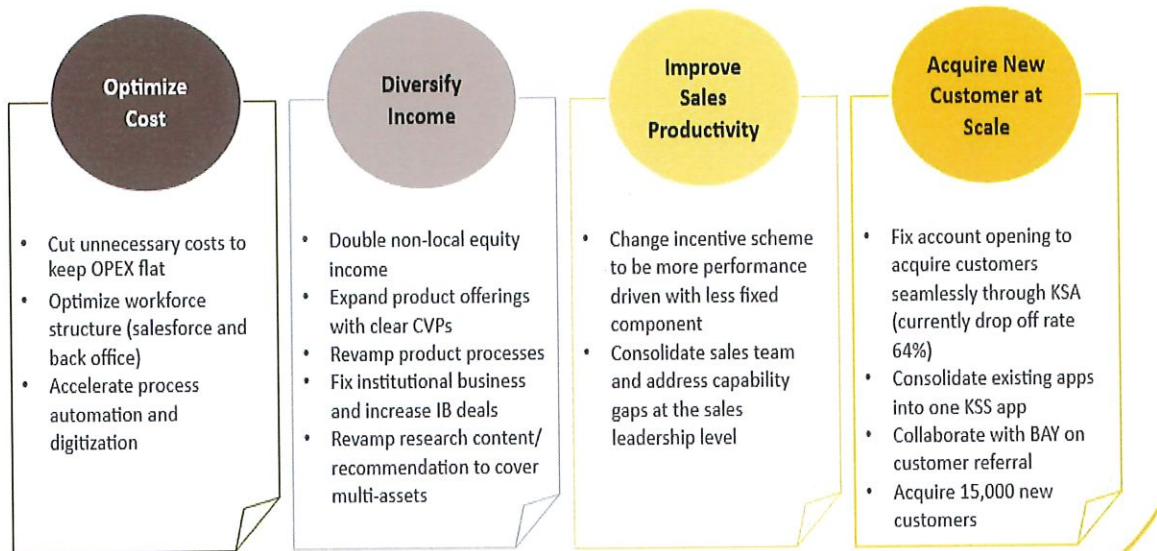 Optimize
Cost
• Cut unnecessary costs to
keep OPEX flat
• Optimize workforce
structure (salesforce and
back office)
• Accelerate process
automation and
digitization
Diversify
Income
• Double non-local equity
income
• Expand product offerings
with clear CVPs
• Revamp product processes
• Fix institutional business
and increase IB deals
• Revamp research content/
recommendation to cover
multi-assets
Improve
Sales
Productivity
• Change incentive scheme
to be more performance
driven with less fixed
component
• Consolidate sales team
and address capability
gaps at the sales
leadership level
Acquire New
Customer at
Scale
• Fix account opening to
acquire customers
seamlessly through KSA
(currently drop off rate
64%)
• Consolidate existing apps
into one KSS app
• Collaborate with BAY on
customer referral
• Acquire 15,000 new
customers